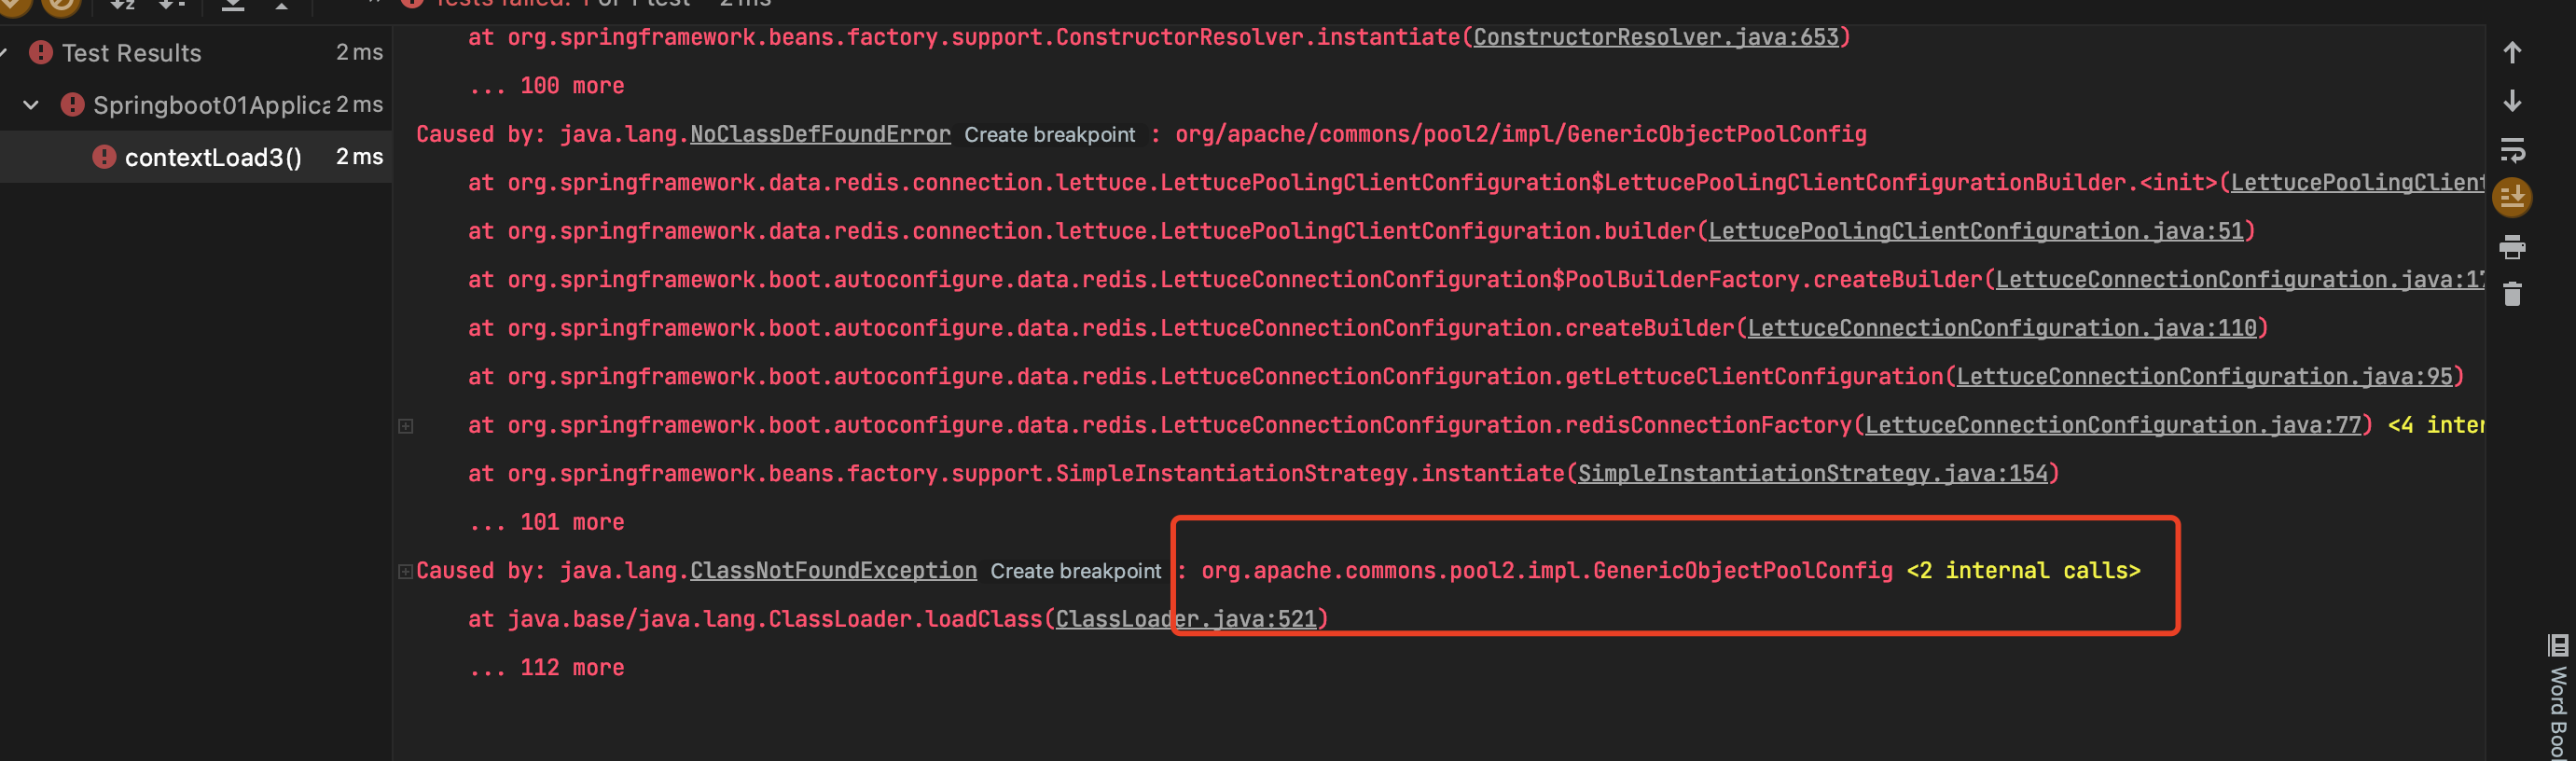 Tests failed: 1 of 1 test – 2 ms
Test Results 2 ms
Springboot01Applica 2 ms
contextLoad3() 2 ms
at org.springframework.beans.factory.support.ConstructorResolver.instantiate(ConstructorResolver.java:653)
... 100 more
Caused by: java.lang.NoClassDefFoundError Create breakpoint : org/apache/commons/pool2/impl/GenericObjectPoolConfig
at org.springframework.data.redis.connection.lettuce.LettucePoolingClientConfiguration$LettucePoolingClientConfigurationBuilder.<init>(LettucePoolingClient
at org.springframework.data.redis.connection.lettuce.LettucePoolingClientConfiguration.builder(LettucePoolingClientConfiguration.java:51)
at org.springframework.boot.autoconfigure.data.redis.LettuceConnectionConfiguration$PoolBuilderFactory.createBuilder(LettuceConnectionConfiguration.java:17
at org.springframework.boot.autoconfigure.data.redis.LettuceConnectionConfiguration.createBuilder(LettuceConnectionConfiguration.java:110)
at org.springframework.boot.autoconfigure.data.redis.LettuceConnectionConfiguration.getLettuceClientConfiguration(LettuceConnectionConfiguration.java:95)
at org.springframework.boot.autoconfigure.data.redis.LettuceConnectionConfiguration.redisConnectionFactory(LettuceConnectionConfiguration.java:77) <4 inter
at org.springframework.beans.factory.support.SimpleInstantiationStrategy.instantiate(SimpleInstantiationStrategy.java:154)
... 101 more
Caused by: java.lang.ClassNotFoundException Create breakpoint : org.apache.commons.pool2.impl.GenericObjectPoolConfig <2 internal calls>
at java.base/java.lang.ClassLoader.loadClass(ClassLoader.java:521)
... 112 more
Word Boo